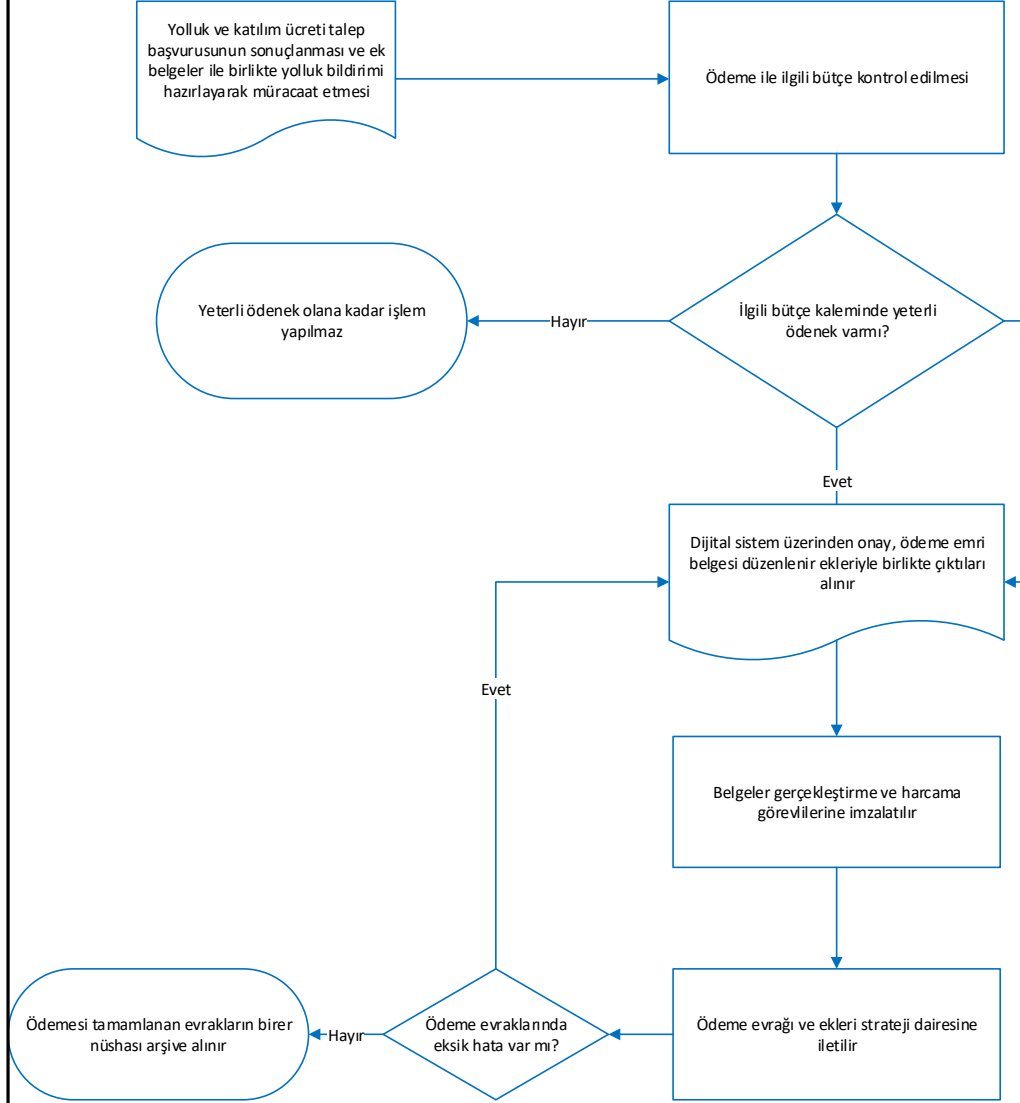 Yolluk ve katılım ücreti talep
başvurusunun sonuçlanması ve ek
belgeler ile birlikte yolluk bildirimi
hazırlayarak müracaat etmesi
Ödeme ile ilgili bütçe kontrol edilmesi
Yeterli ödenek olana kadar işlem
yapılmaz
Hayır
İlgili bütçe kaleminde yeterli
ödenek varmı?
Evet
Dijital sistem üzerinden onay, ödeme emri
belgesi düzenlenir ekleriyle birlikte çıktıları
alınır
Evet
Belgeler gerçekleştirme ve harcama
görevlilerine imzalatılır
Ödemesi tamamlanan evrakların birer
nüshası arşive alınır
Hayır
Ödeme evraklarında
eksik hata var mı?
Ödeme evrağı ve ekleri strateji dairesine
iletilir